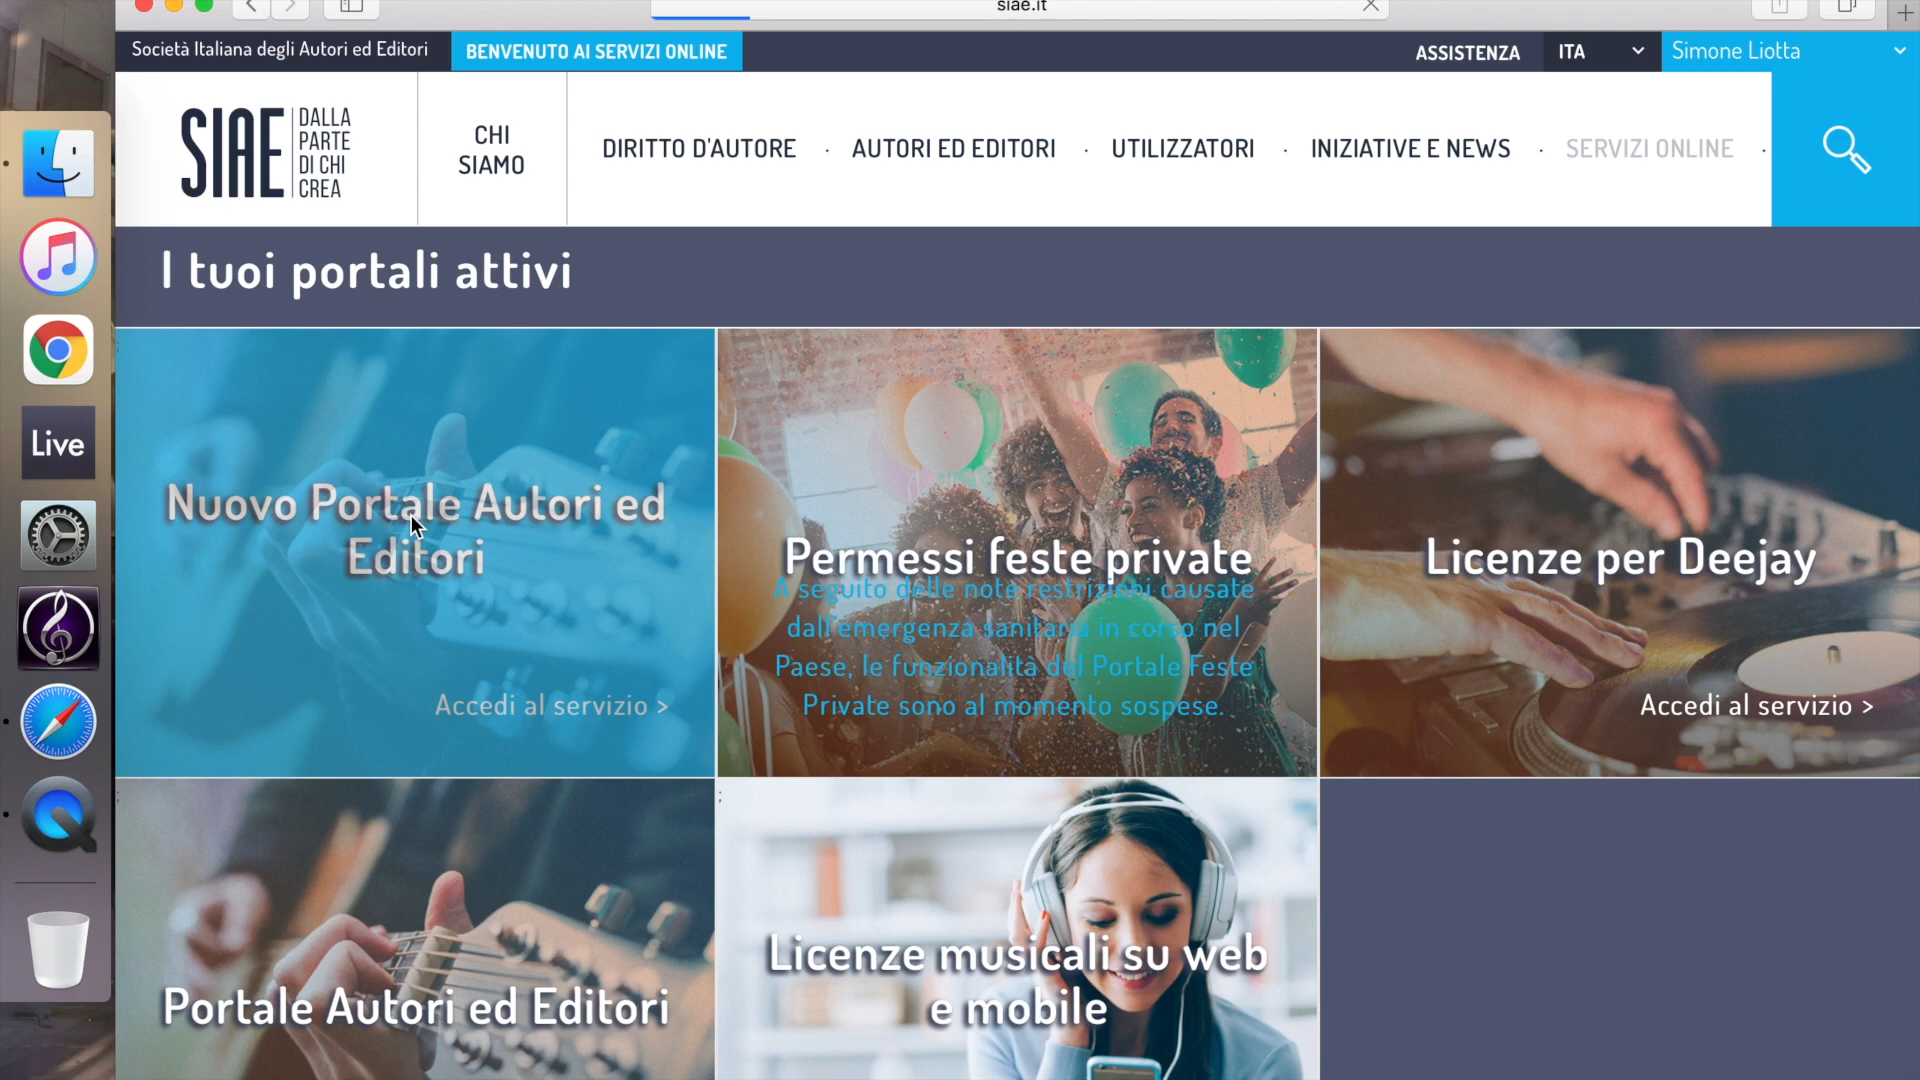 siae.it
Società Italiana degli Autori ed Editori
BENVENUTO AI SERVIZI ONLINE
ASSISTENZA
ITA
Simone Liotta
SIAE
DALLA
PARTE
DI CHI
CREA
CHI
SIAMO
DIRITTO D'AUTORE · AUTORI ED EDITORI · UTILIZZATORI · INIZIATIVE E NEWS · SERVIZI ONLINE ·
I tuoi portali attivi
Nuovo Portale Autori ed
Editori
Accedi al servizio >
Permessi feste private
A seguito delle note restrizioni causate
dall'emergenza sanitaria in corso nel
Paese, le funzionalità del Portale Feste
Private sono al momento sospese.
Licenze per Deejay
Accedi al servizio >
Portale Autori ed Editori
;
Licenze musicali su web
e mobile
Live